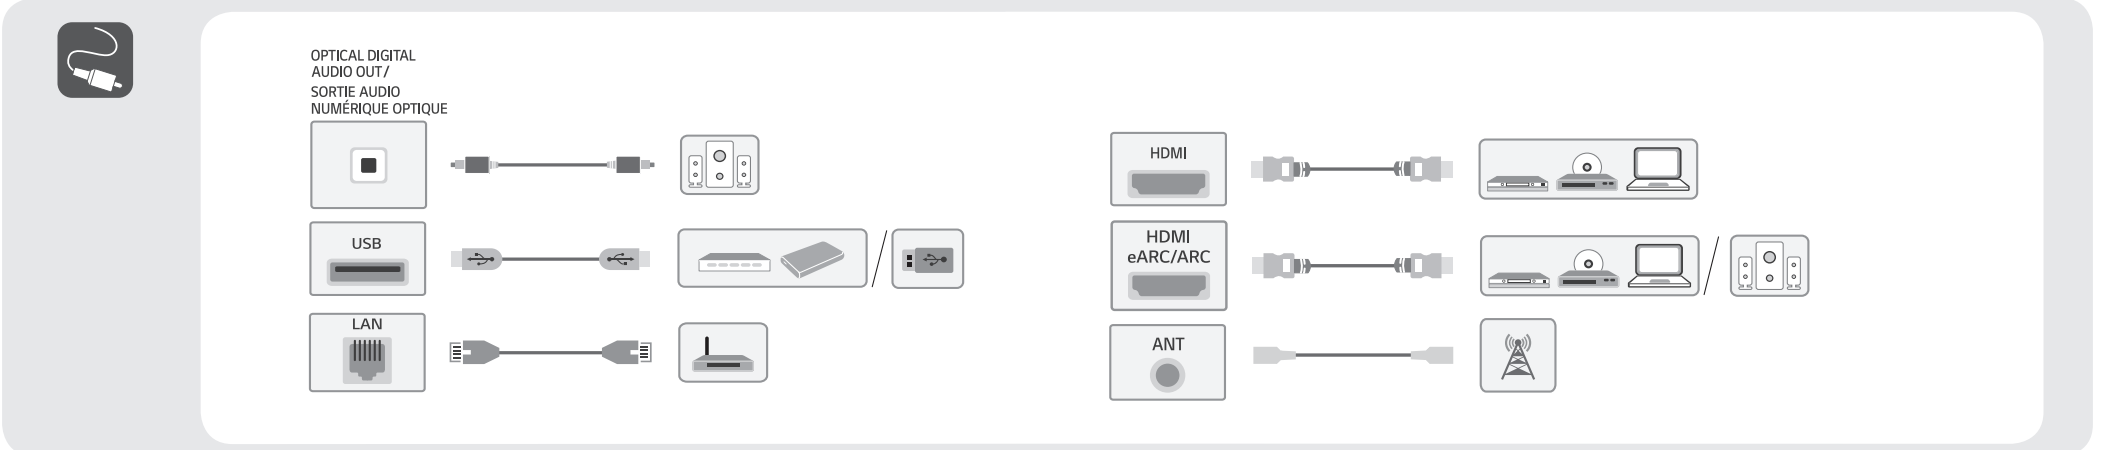 OPTICAL DIGITAL
AUDIO OUT/
SORTIE AUDIO
NUMÉRIQUE OPTIQUE
USB
LAN
HDMI
HDMI
eARC/ARC
ANT